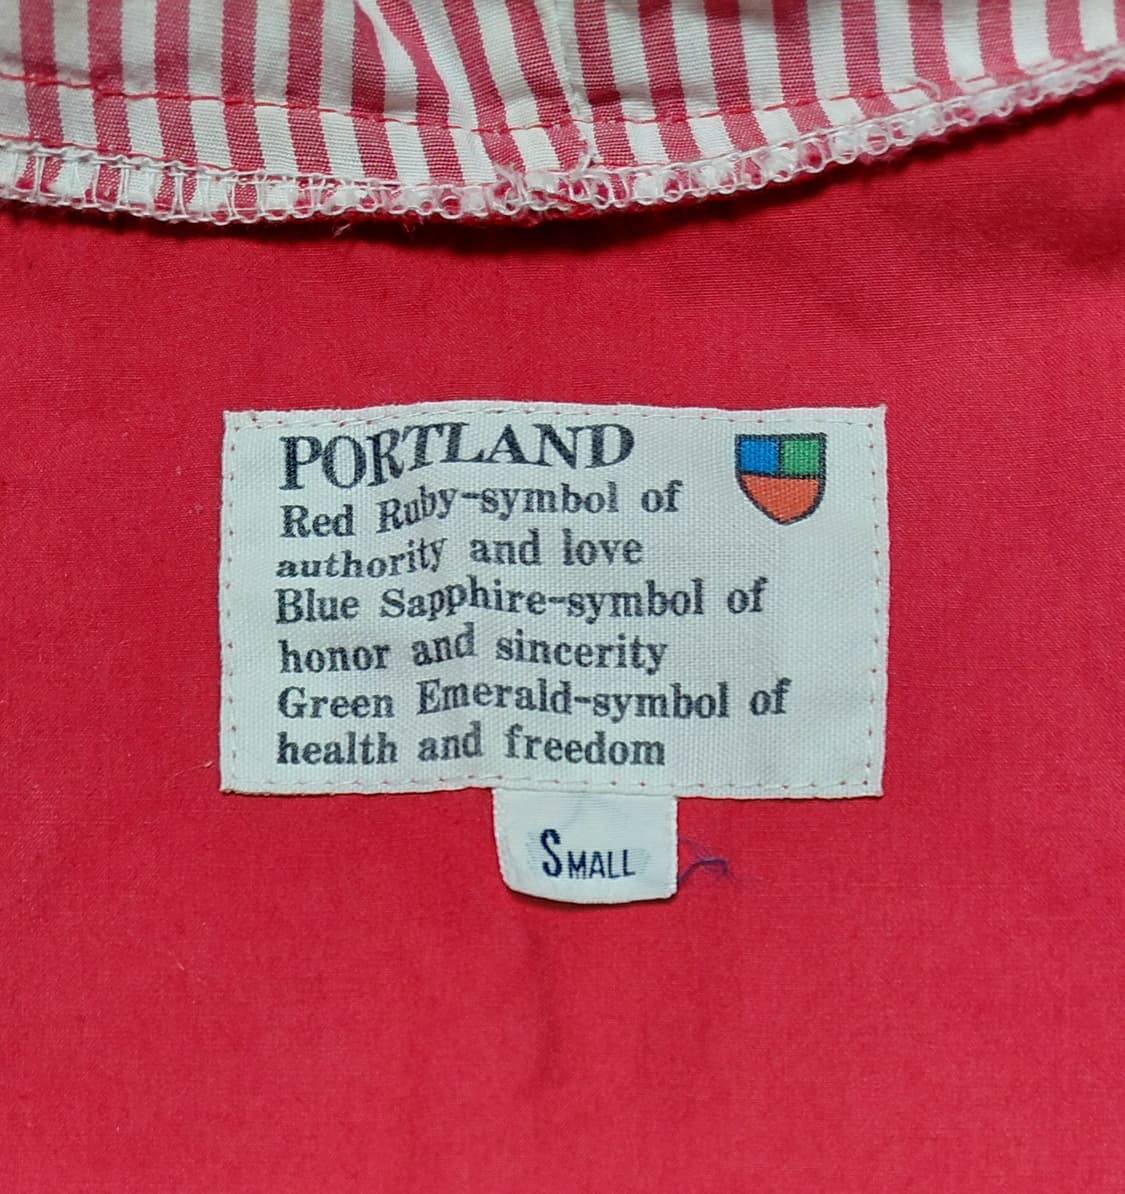 PORTLAND
Red Ruby-symbol of
authority and love
Blue Sapphire-symbol of
honor and sincerity
Green Emerald-symbol of
health and freedom
SMALL